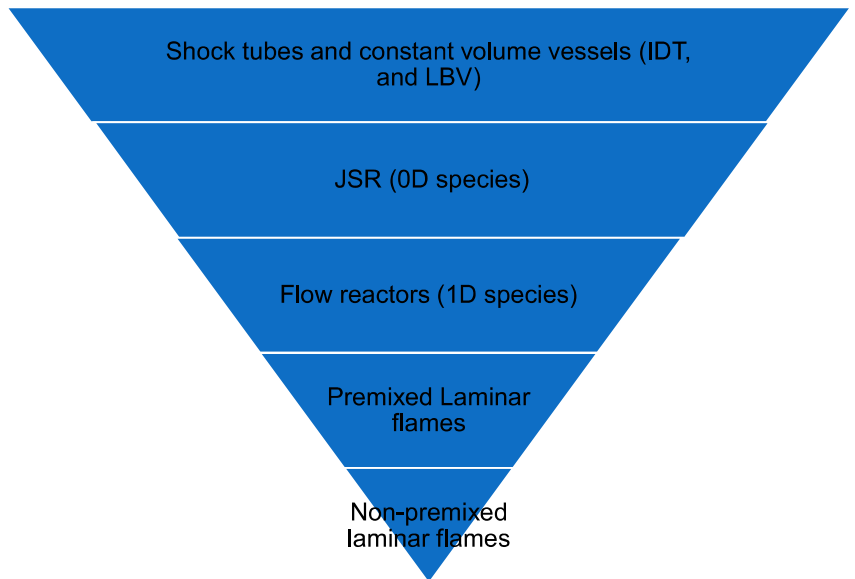 Shock tubes and constant volume vessels (IDT,
and LBV)
JSR (0D species)
Flow reactors (1D species)
Premixed Laminar
flames
Non-premixed
laminar flames